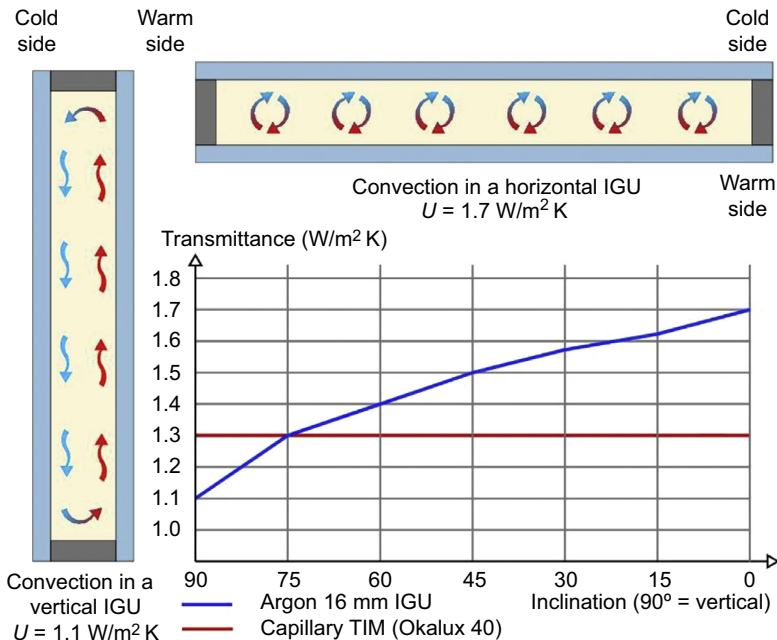 Cold
side
Warm
side
Cold
side
Convection in a horizontal IGU
U = 1.7 W/m² K
Warm
side
Transmittance (W/m² K)
1.8
1.7
1.6
1.5
1.4
1.3
1.2
1.1
1.0
90 75 60 45 30 15 0
Convection in a
vertical IGU
U = 1.1 W/m² K
Argon 16 mm IGU
Inclination (90º = vertical)
Capillary TIM (Okalux 40)